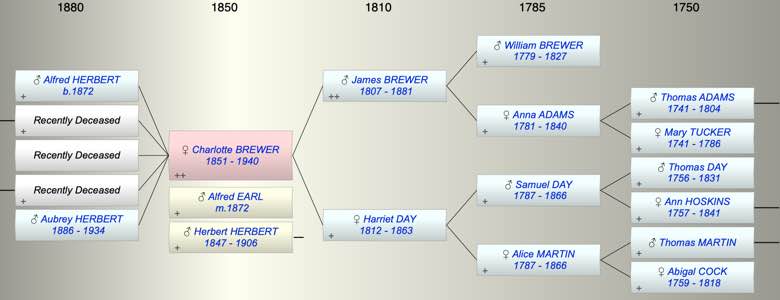 1880
1850
1810
1785
1750
♂ Alfred HERBERT
b.1872
+
Recently Deceased
Recently Deceased
Recently Deceased
♂ Aubrey HERBERT
1886 - 1934
+
♀ Charlotte BREWER
1851 - 1940
++
♂ Alfred EARL
m.1872
+
♂ Herbert HERBERT
1847 - 1906
+
♂ James BREWER
1807 - 1881
++
♀ Harriet DAY
1812 - 1863
+
♂ William BREWER
1779 - 1827
+
♀ Anna ADAMS
1781 - 1840
+
♂ Samuel DAY
1787 - 1866
+
♀ Alice MARTIN
1787 - 1866
+
♂ Thomas ADAMS
1741 - 1804
+
♀ Mary TUCKER
1741 - 1786
+
♂ Thomas DAY
1756 - 1831
+
♀ Ann HOSKINS
1757 - 1841
+
♂ Thomas MARTIN
+
♀ Abigal COCK
1759 - 1818
+